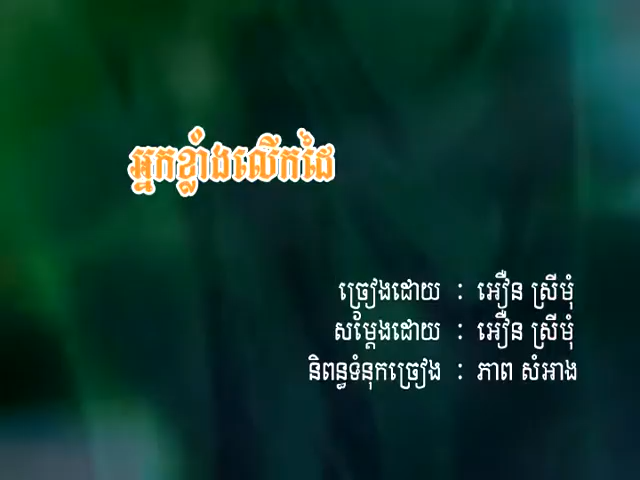 អ្នកខ្លាំងលើកដៃ
ច្រៀងដោយ : អឿន ស្រីមុំ
សម្តែងដោយ : អឿន ស្រីមុំ
និពន្ធទំនុកច្រៀង : ភាព សំអាង